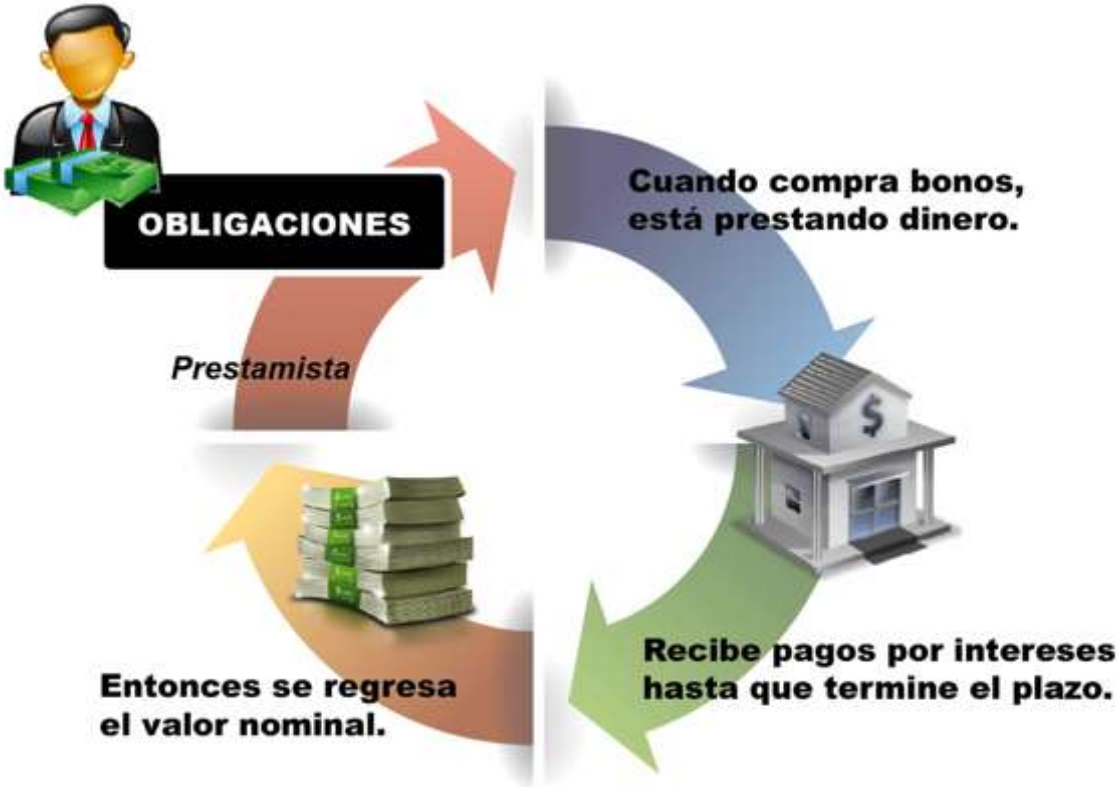 OBLIGACIONES
Prestamista
Cuando compra bonos,
está prestando dinero.
$
Recibe pagos por intereses
hasta que termine el plazo.
Entonces se regresa
el valor nominal.